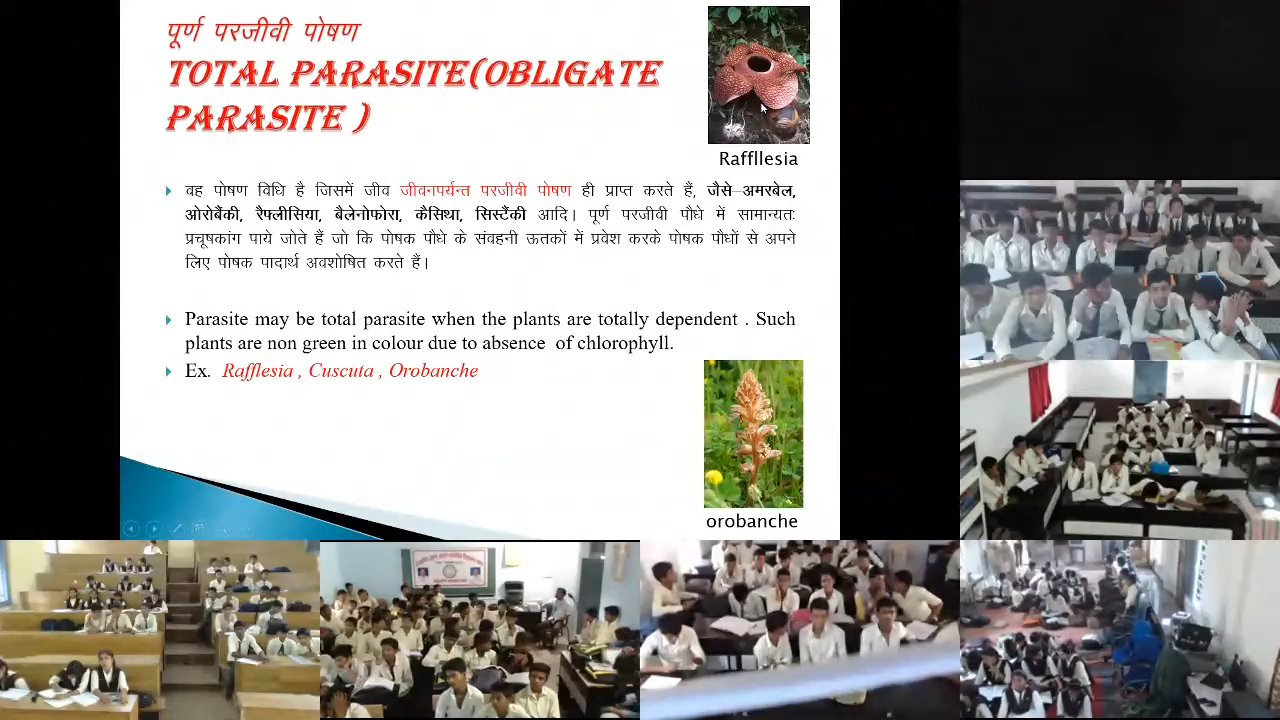 पूर्ण परजीवी पोषण
TOTAL PARASITE(OBLIGATE
PARASITE )
Raffllesia
वह पोषण विधि है जिसमें जीव जीवनपर्यन्त परजीवी पोषण ही प्राप्त करते हैं, जैसे–अमरबेल,
ओरोबैंकी, रैफ्लीसिया, बैलेनोफोरा, कैसिथा, सिस्टैंकी आदि। पूर्ण परजीवी पौधे में सामान्यतः
प्रचूषकांग पाये जोते हैं जो कि पोषक पौधे के संवहनी ऊतकों में प्रवेश करके पोषक पौधों से अपने
लिए पोषक पादार्थ अवशोषित करते हैं।
Parasite may be total parasite when the plants are totally dependent . Such
plants are non green in colour due to absence of chlorophyll.
Ex. Rafflesia , Cuscuta , Orobanche
orobanche